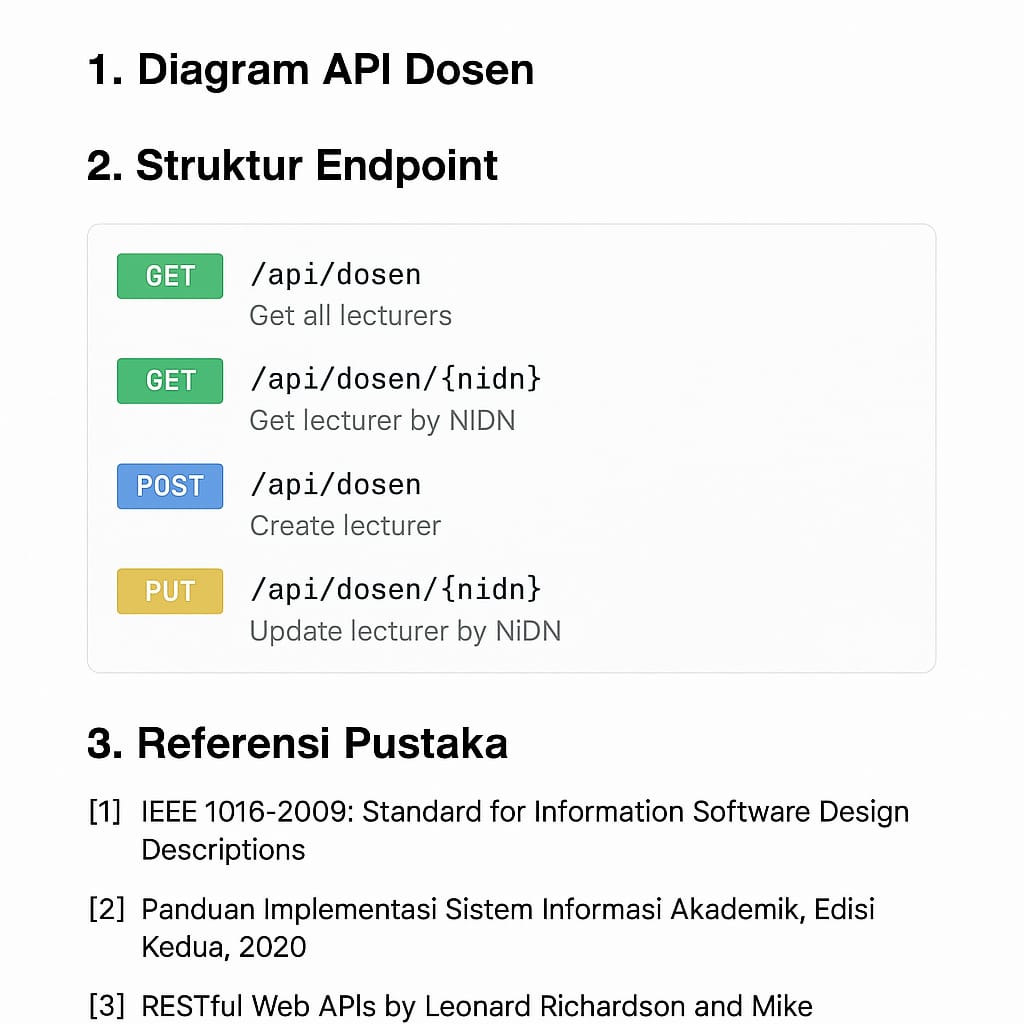 1. Diagram API Dosen
2. Struktur Endpoint
GET /api/dosen
Get all lecturers
GET /api/dosen/{nidn}
Get lecturer by NIDN
POST /api/dosen
Create lecturer
PUT /api/dosen/{nidn}
Update lecturer by NiDN
3. Referensi Pustaka
[1] IEEE 1016-2009: Standard for Information Software Design
Descriptions
[2] Panduan Implementasi Sistem Informasi Akademik, Edisi
Kedua, 2020
[3] RESTful Web APIs by Leonard Richardson and Mike